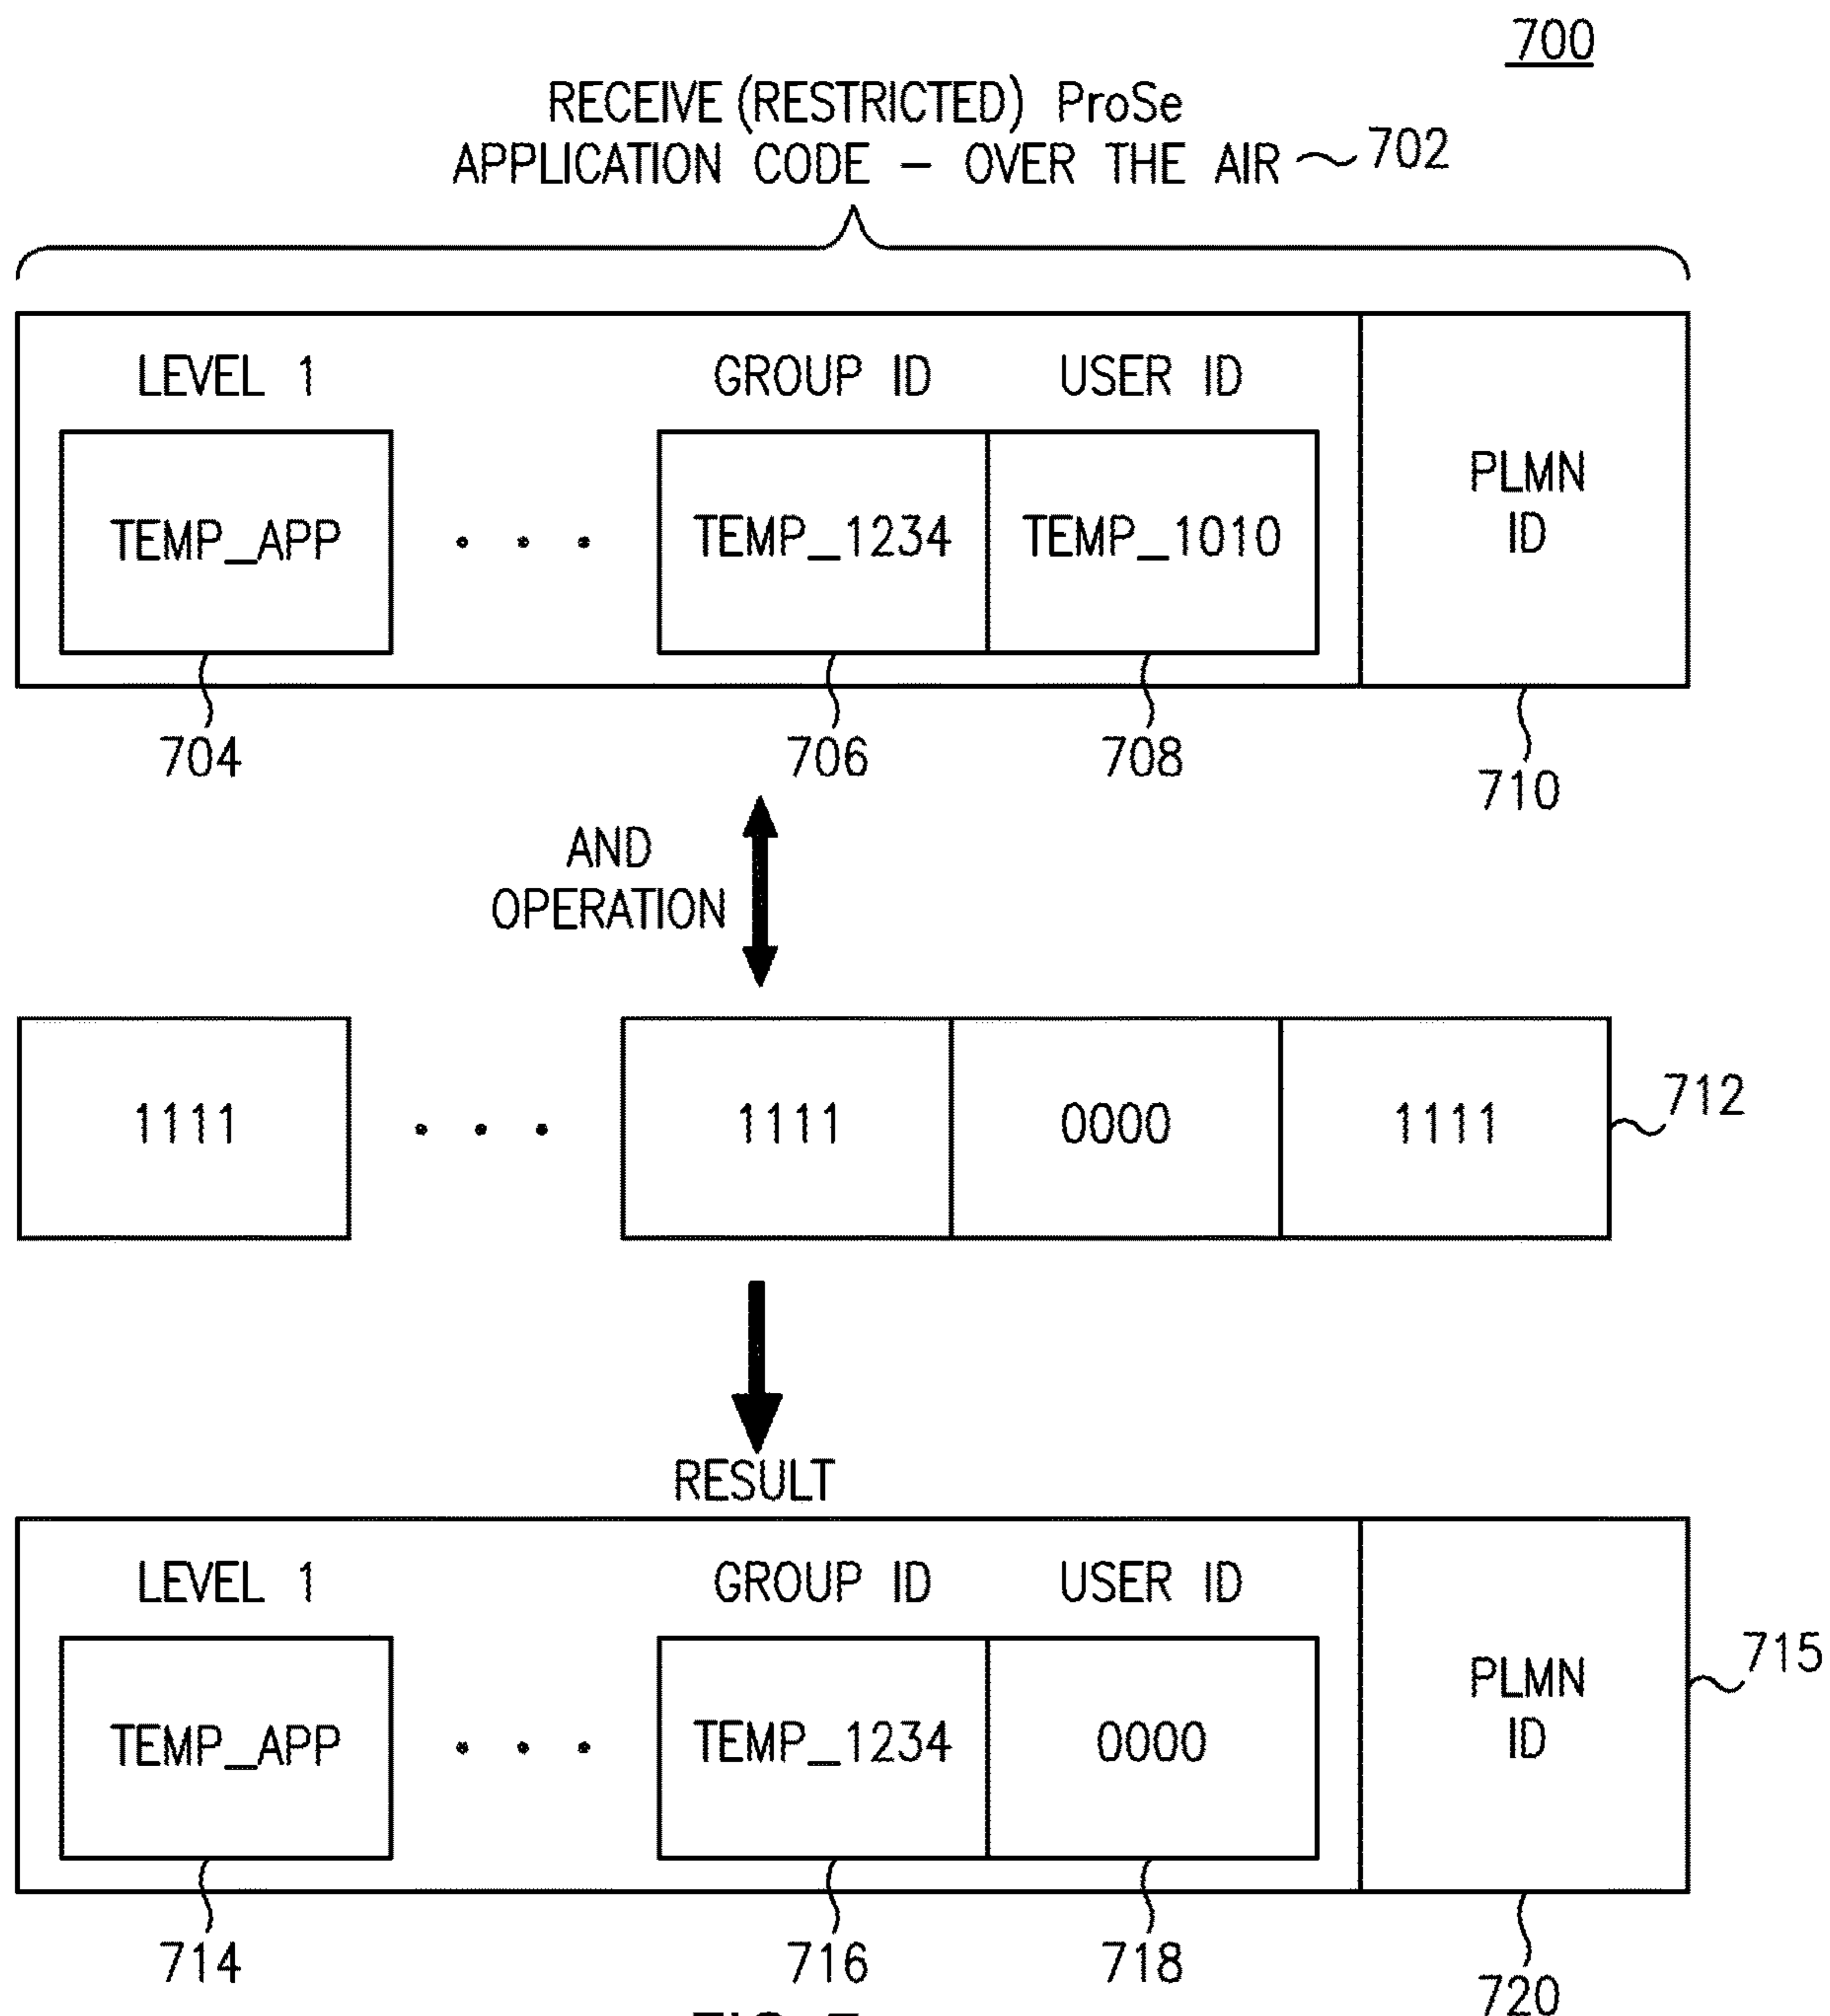 700
RECEIVE (RESTRICTED) ProSe
APPLICATION CODE – OVER THE AIR 702
LEVEL 1 GROUP ID USER ID
TEMP_APP . . . TEMP_1234 TEMP_1010
PLMN
ID
704 706 708 710
AND
OPERATION
1111 . . . 1111 0000 1111 712
RESULT
LEVEL 1 GROUP ID USER ID
TEMP_APP . . . TEMP_1234 0000
PLMN
ID
715
714 716 718 720